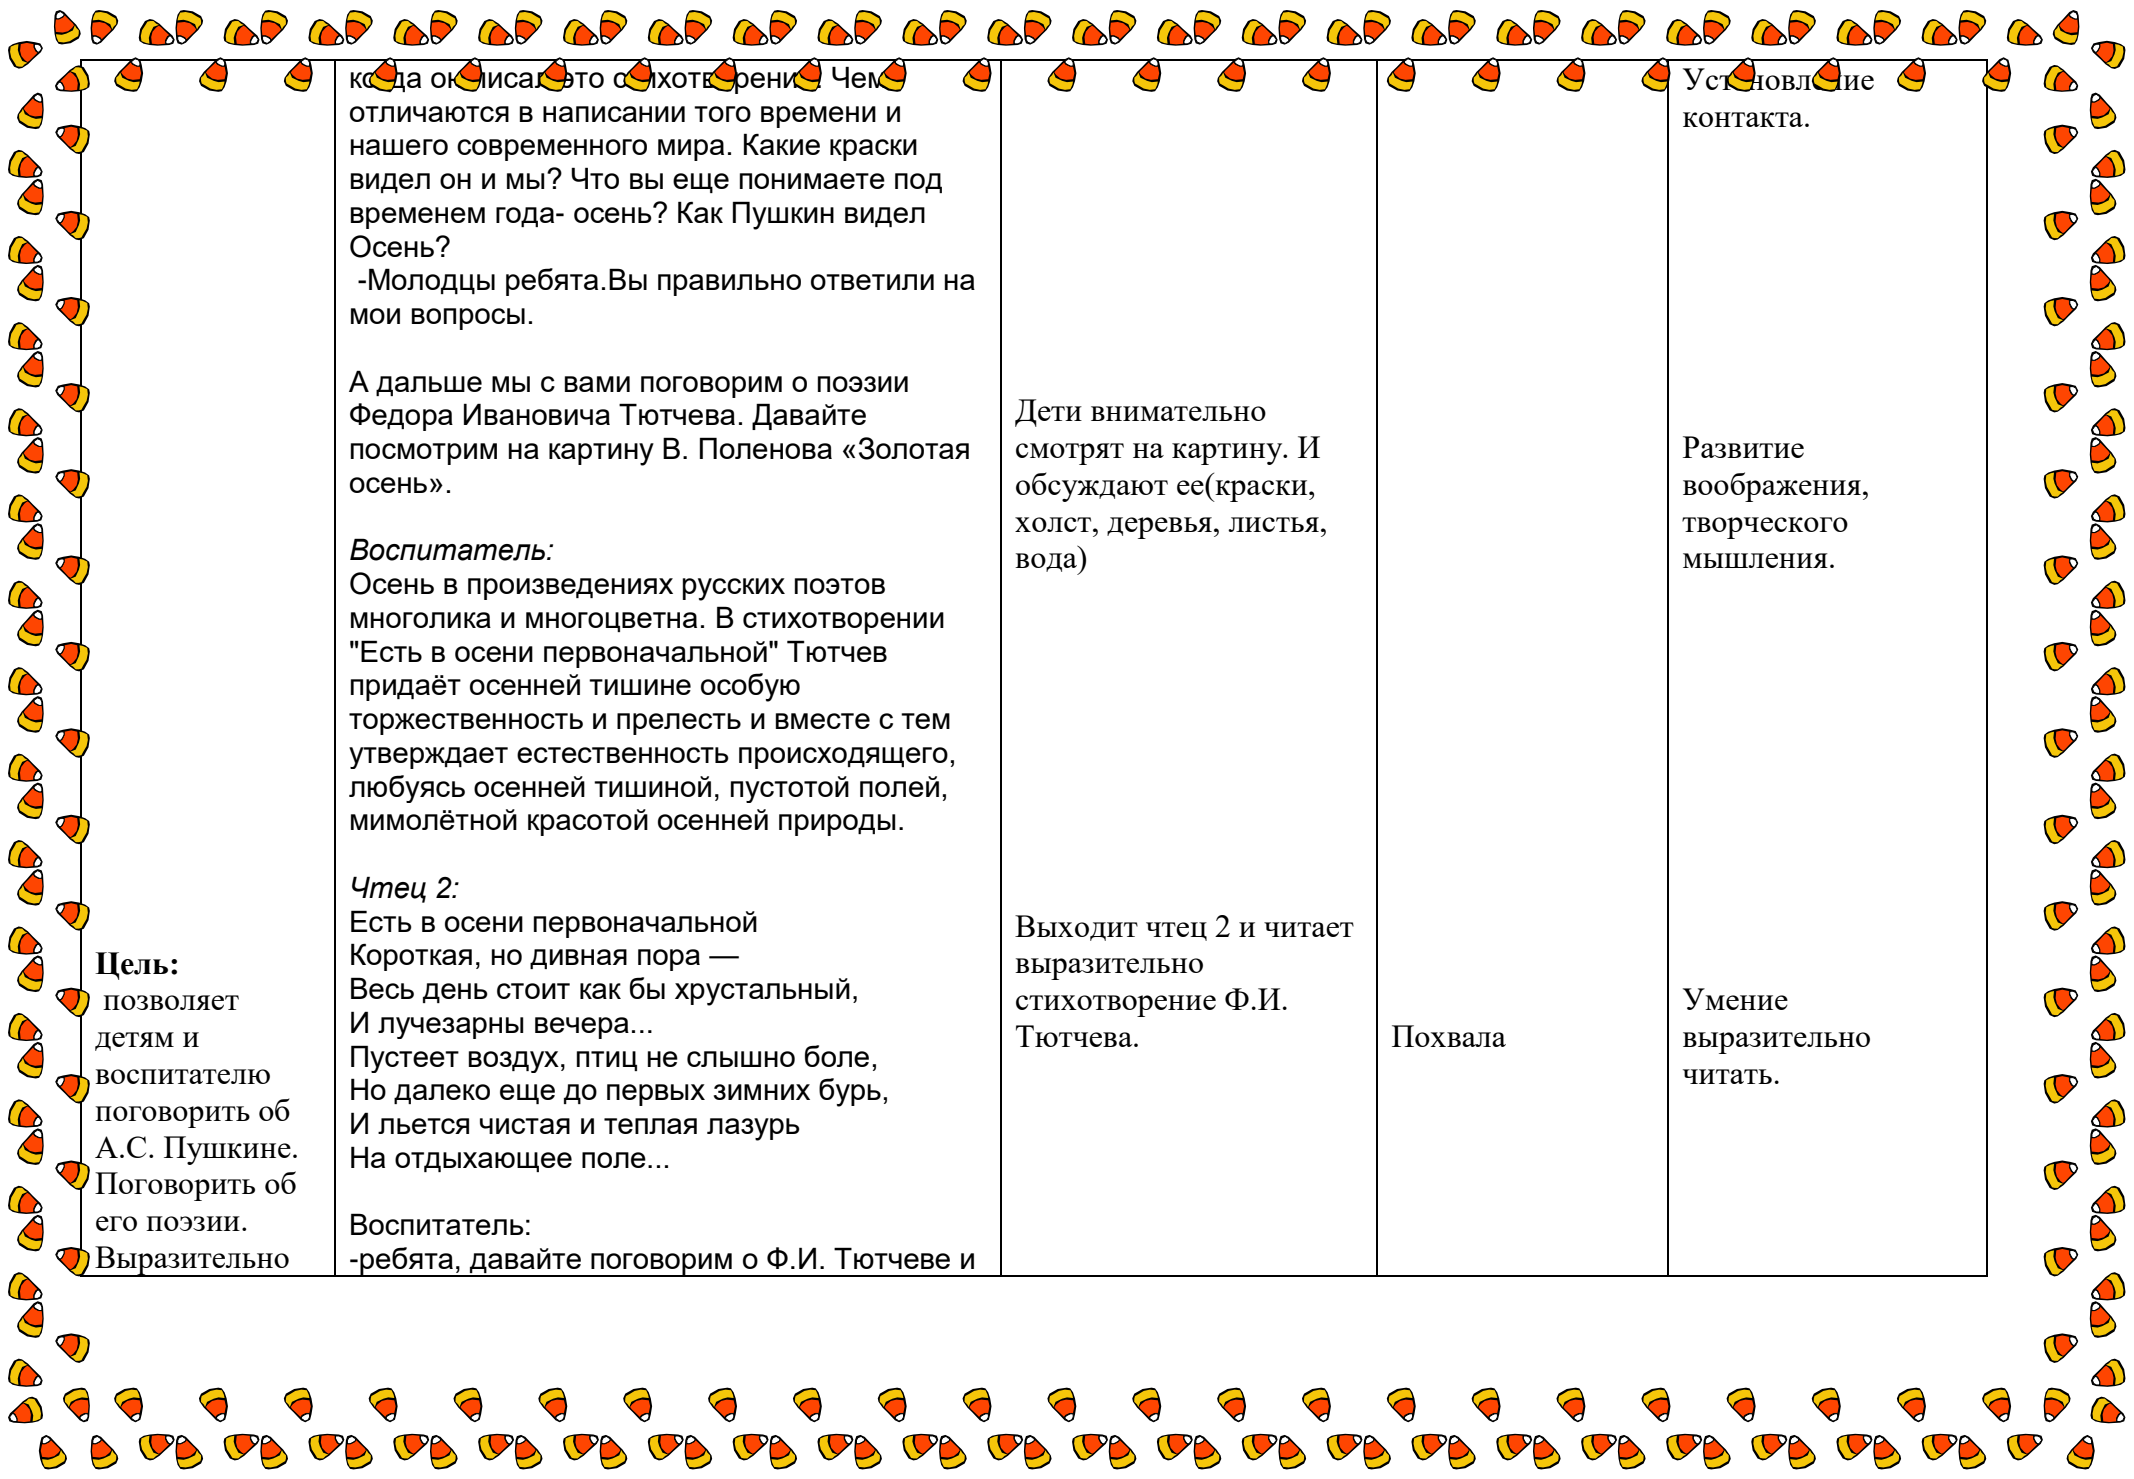 Цель:
позволяет
детям и
воспитателю
поговорить об
А.С. Пушкине.
Поговорить об
его поэзии.
Выразительно
это Чем
отличаются в написании того времени и
нашего современного мира. Какие краски
видел он и мы? Что вы еще понимаете под
временем года- осень? Как Пушкин видел
Осень?
-Молодцы ребята.Вы правильно ответили на
мои вопросы.
А дальше мы с вами поговорим о поэзии
Федора Ивановича Тютчева. Давайте
посмотрим на картину В. Поленова «Золотая
осень».
Воспитатель:
Осень в произведениях русских поэтов
многолика и многоцветна. В стихотворении
"Есть в осени первоначальной" Тютчев
придаёт осенней тишине особую
торжественность и прелесть и вместе с тем
утверждает естественность происходящего,
любуясь осенней тишиной, пустотой полей,
мимолётной красотой осенней природы.
Чтец 2:
Есть в осени первоначальной
Короткая, но дивная пора —
Весь день стоит как бы хрустальный,
И лучезарны вечера...
Пустеет воздух, птиц не слышно боле,
Но далеко еще до первых зимних бурь,
И льется чистая и теплая лазурь
На отдыхающее поле...
Воспитатель:
-ребята, давайте поговорим о Ф.И. Тютчеве и
Дети внимательно
смотрят на картину. И
обсуждают ее(краски,
холст, деревья, листья,
вода)
Выходит чтец 2 и читает
выразительно
стихотворение Ф.И.
Тютчева.
Похвала
Установление
контакта.
Развитие
воображения,
творческого
мышления.
Умение
выразительно
читать.